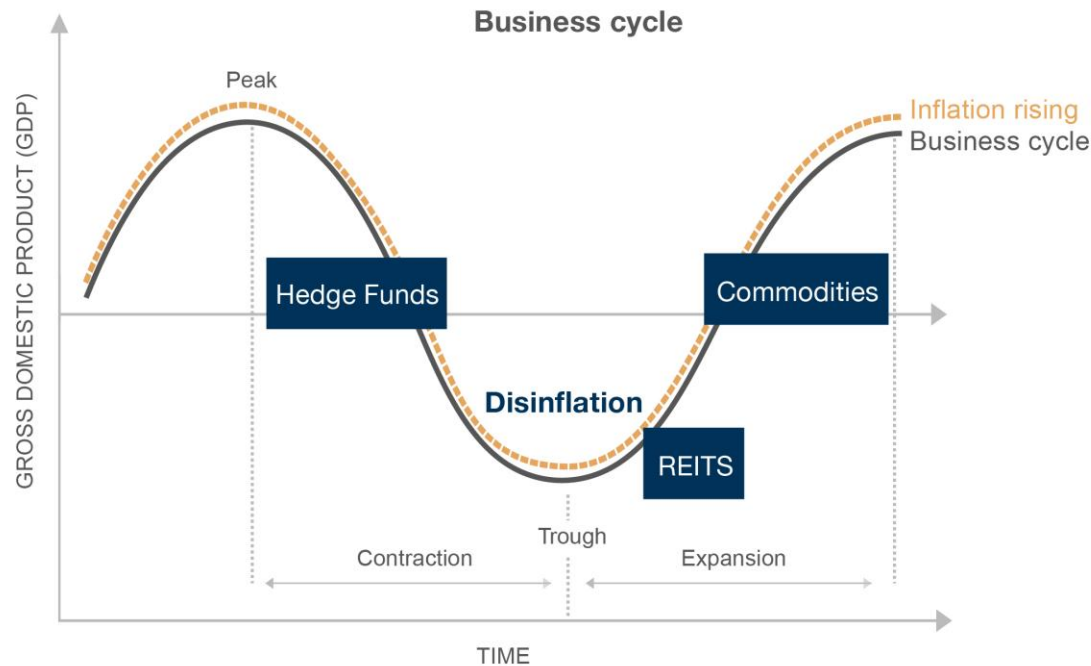 Business cycle
Peak
Inflation rising
Business cycle
GROSS DOMESTIC PRODUCT (GDP)
Hedge Funds
Commodities
Disinflation
REITS
Trough
Contraction
Expansion
TIME